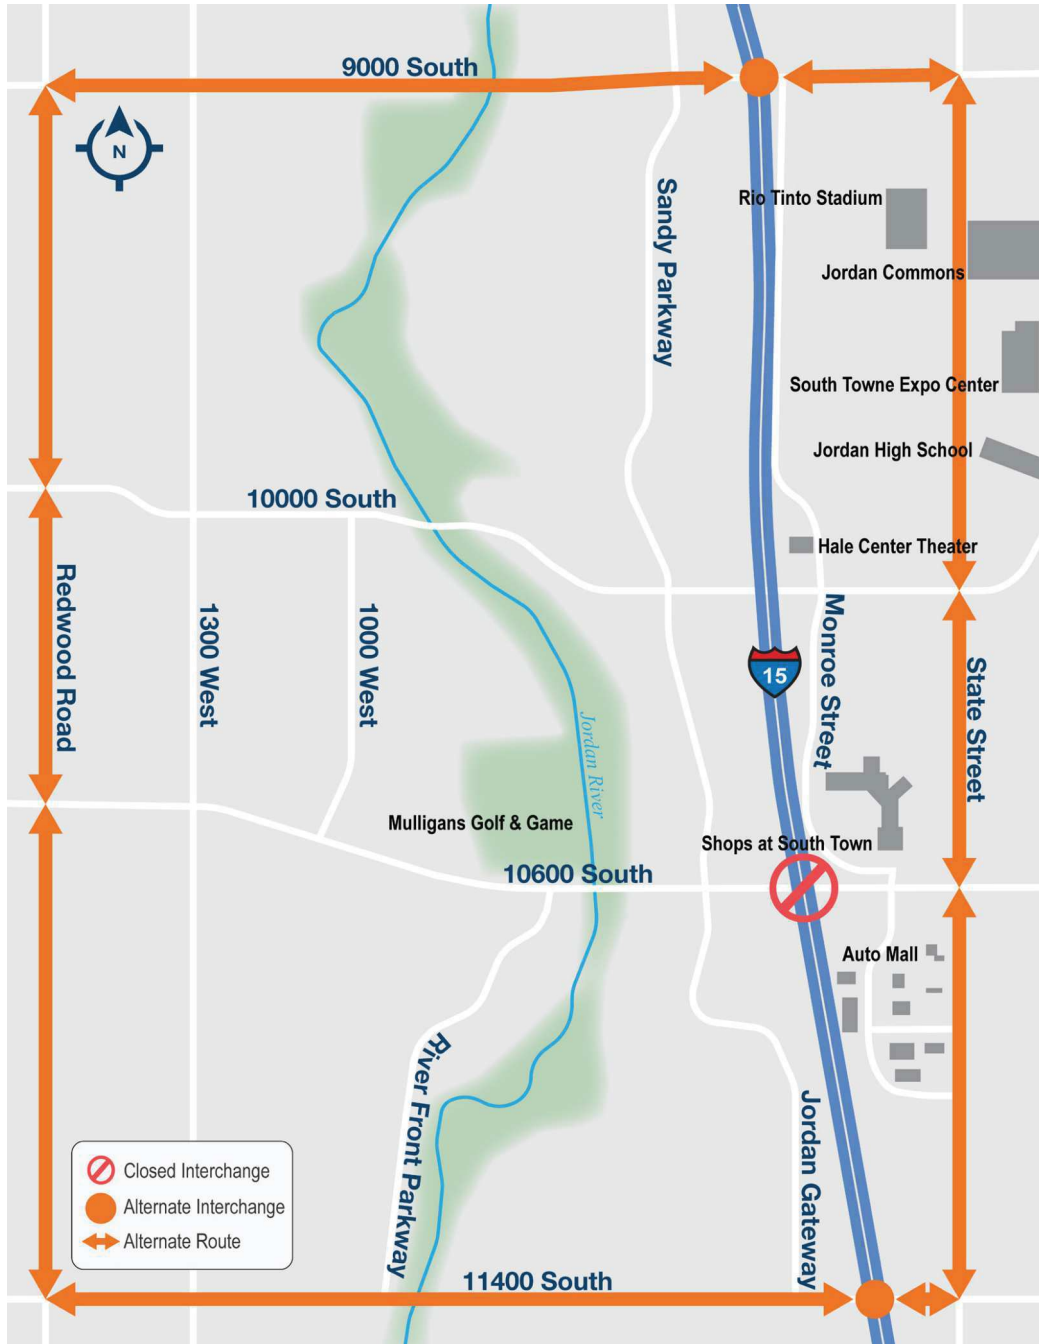 9000 South
N
Sandy Parkway
Rio Tinto Stadium
Jordan Commons
South Towne Expo Center
Jordan High School
10000 South
Hale Center Theater
Redwood Road
1300 West
1000 West
Monroe Street
15
State Street
Jordan River
Mulligans Golf & Game
Shops at South Town
10600 South
Auto Mall
River Front Parkway
Jordan Gateway
Closed Interchange
Alternate Interchange
Alternate Route
11400 South